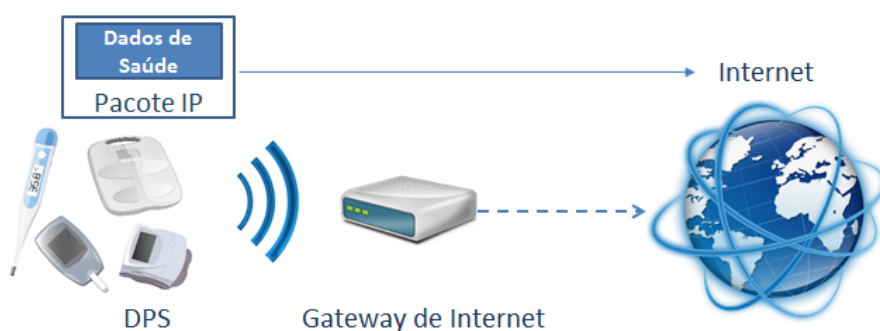 Dados de
Saúde
Pacote IP
Internet
DPS
Gateway de Internet